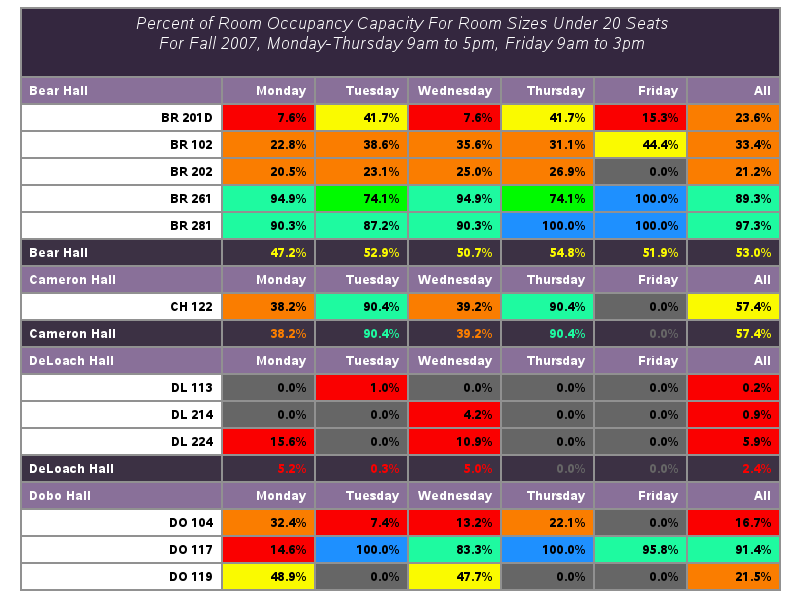 Percent of Room Occupancy Capacity For Room Sizes Under 20 Seats
For Fall 2007, Monday-Thursday 9am to 5pm, Friday 9am to 3pm
Bear Hall Monday Tuesday Wednesday Thursday Friday All
BR 201D 7.6% 41.7% 7.6% 41.7% 15.3% 23.6%
BR 102 22.8% 38.6% 35.6% 31.1% 44.4% 33.4%
BR 202 20.5% 23.1% 25.0% 26.9% 0.0% 21.2%
BR 261 94.9% 74.1% 94.9% 74.1% 100.0% 89.3%
BR 281 90.3% 87.2% 90.3% 100.0% 100.0% 97.3%
Bear Hall 47.2% 52.9% 50.7% 54.8% 51.9% 53.0%
Cameron Hall Monday Tuesday Wednesday Thursday Friday All
CH 122 38.2% 90.4% 39.2% 90.4% 0.0% 57.4%
Cameron Hall 38.2% 90.4% 39.2% 90.4% 0.0% 57.4%
DeLoach Hall Monday Tuesday Wednesday Thursday Friday All
DL 113 0.0% 1.0% 0.0% 0.0% 0.0% 0.2%
DL 214 0.0% 0.0% 4.2% 0.0% 0.0% 0.9%
DL 224 15.6% 0.0% 10.9% 0.0% 0.0% 5.9%
DeLoach Hall 5.2% 0.3% 5.0% 0.0% 0.0% 2.4%
Dobo Hall Monday Tuesday Wednesday Thursday Friday All
DO 104 32.4% 7.4% 13.2% 22.1% 0.0% 16.7%
DO 117 14.6% 100.0% 83.3% 100.0% 95.8% 91.4%
DO 119 48.9% 0.0% 47.7% 0.0% 0.0% 21.5%